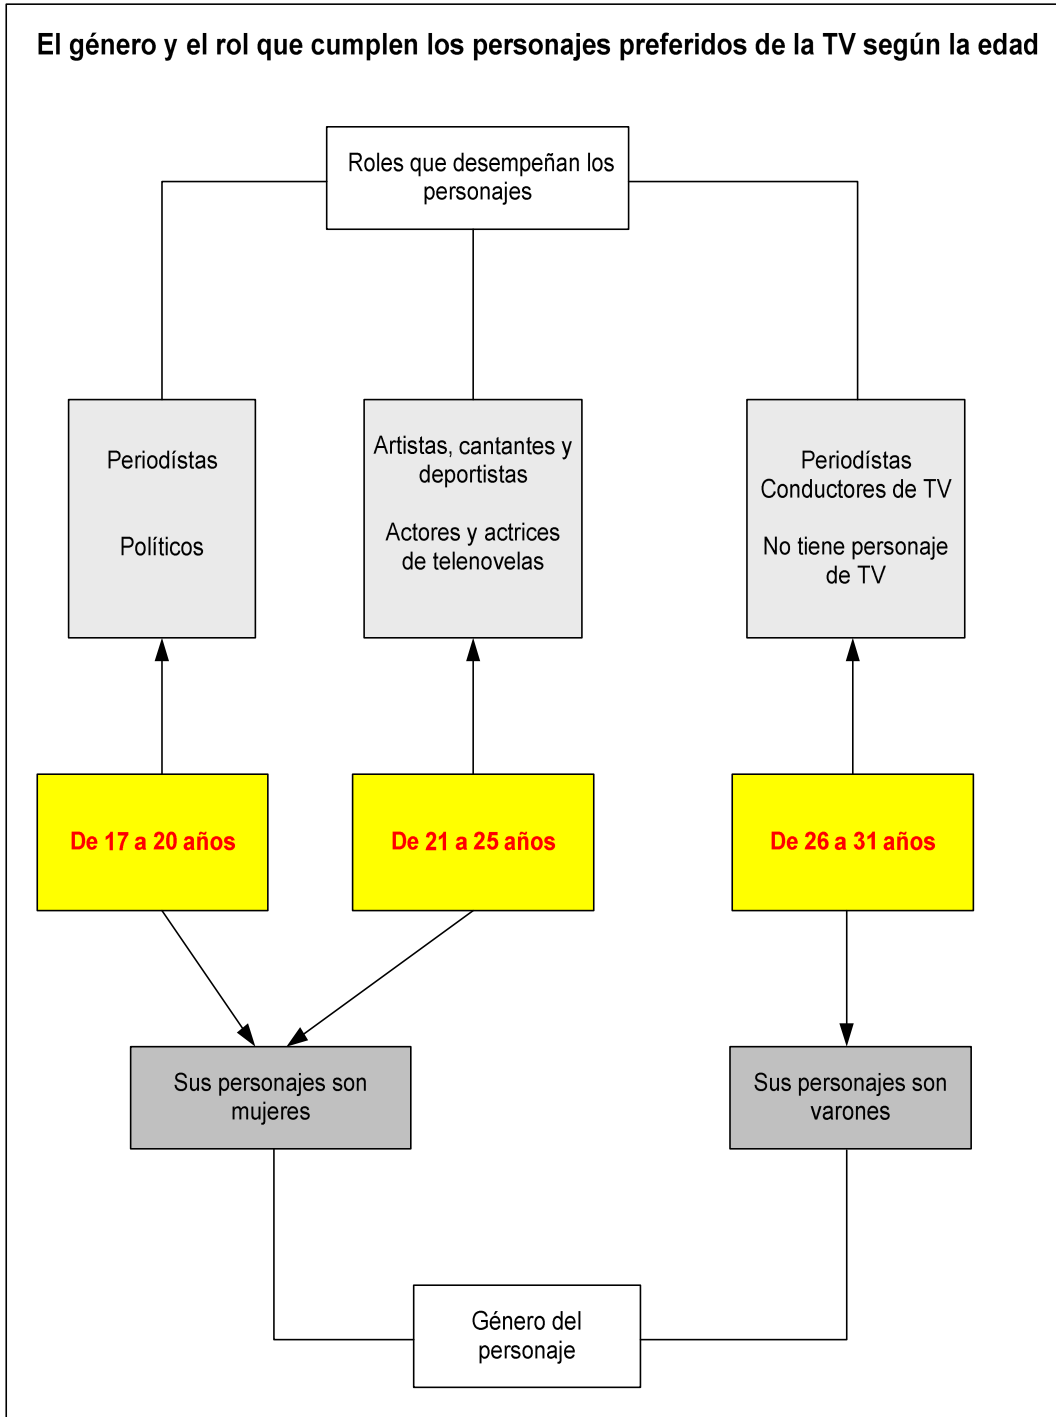 El género y el rol que cumplen los personajes preferidos de la TV según la edad
Roles que desempeñan los
personajes
Periodístas
Políticos
Artistas, cantantes y
deportistas
Actores y actrices
de telenovelas
Periodístas
Conductores de TV
No tiene personaje
de TV
De 17 a 20 años
De 21 a 25 años
De 26 a 31 años
Sus personajes son
mujeres
Sus personajes son
varones
Género del
personaje